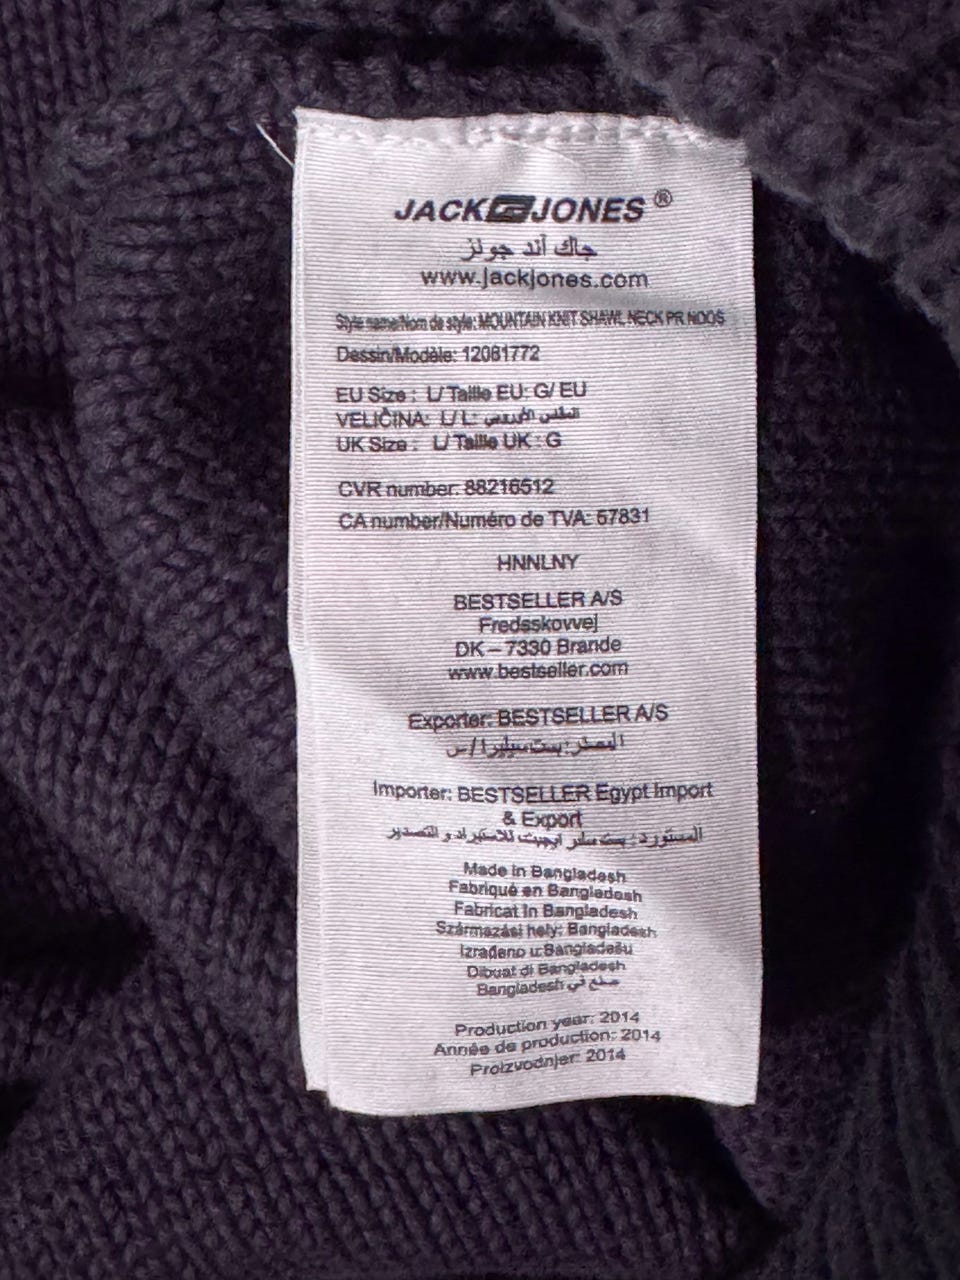 JACK JONES ®
جاك آند جونز
www.jackjones.com
Style name/Nom de style: MOUNTAIN KNIT SHAWL NECK PR NOOS
Dessin/Modèle: 12081772
EU Size : L/ Taille EU: G/ EU
VELIČINA: L/ L: المقاس الأوروبي
UK Size : L/ Taille UK : G
CVR number: 88216512
CA number/Numéro de TVA: 57831
HNNLNY
BESTSELLER A/S
Fredsskovvej
DK – 7330 Brande
www.bestseller.com
Exporter: BESTSELLER A/S
المصدر: بست سيليرا/س
Importer: BESTSELLER Egypt Import
& Export
المستورد: بست سلر ايجيبت للاستيراد و التصدير
Made in Bangladesh
Fabriqué en Bangladesh
Fabricat în Bangladesh
Származási hely: Bangladesh
Izrađeno u:Bangladešu
Dibuat di Bangladesh
Bangladesh صنع في
Production year: 2014
Année de production: 2014
Proizvodnjer: 2014